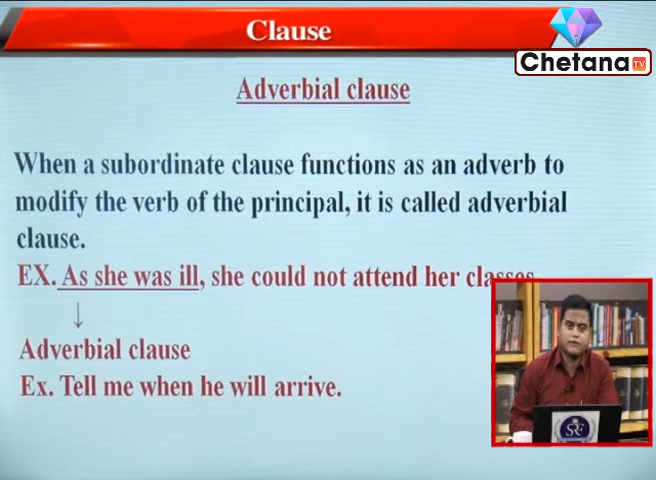 Clause
Chetana TV
Adverbial clause
When a subordinate clause functions as an adverb to
modify the verb of the principal, it is called adverbial
clause.
EX. As she was ill, she could not attend her classes
Adverbial clause
Ex. Tell me when he will arrive.
SRF